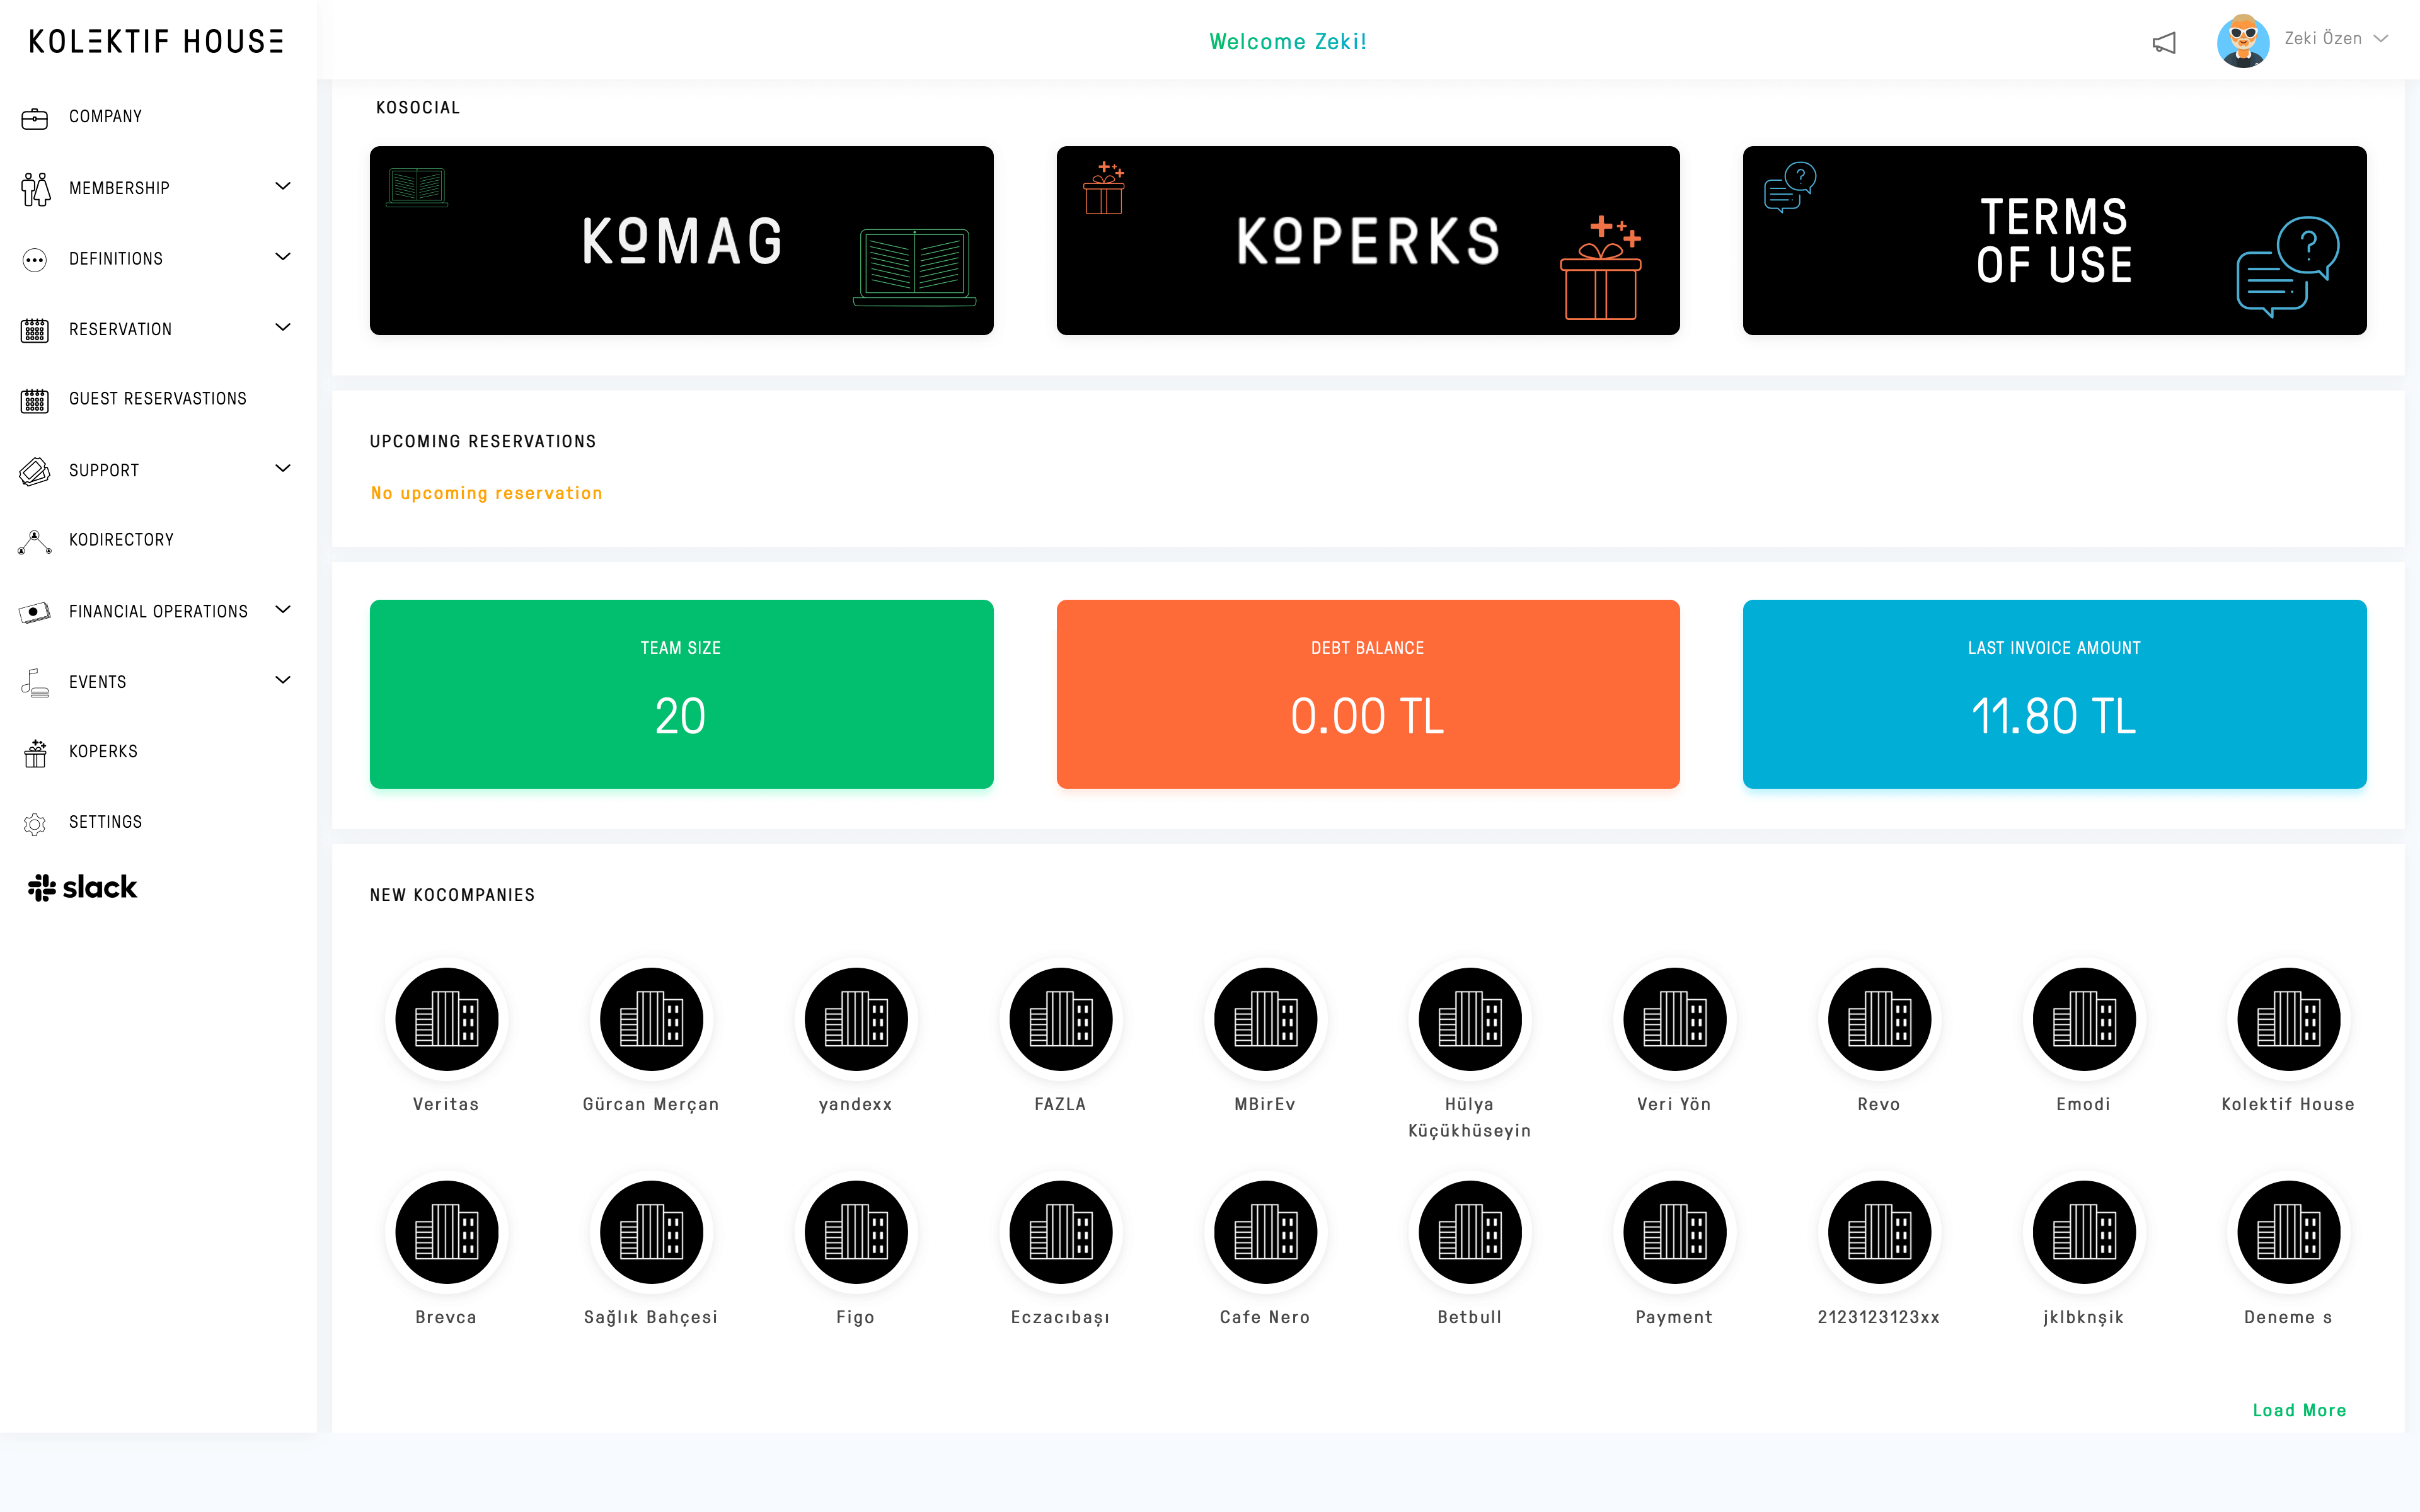 KOLEKTIF HOUSE
Welcome Zeki!
Zeki Özen
COMPANY
MEMBERSHIP
DEFINITIONS
RESERVATION
GUEST RESERVASTIONS
SUPPORT
KODIRECTORY
FINANCIAL OPERATIONS
EVENTS
KOPERKS
SETTINGS
slack
KOSOCIAL
KOMAG
KOPERKS
TERMS
OF USE
UPCOMING RESERVATIONS
No upcoming reservation
TEAM SIZE
20
DEBT BALANCE
0.00 TL
LAST INVOICE AMOUNT
11.80 TL
NEW KOCOMPANIES
Veritas
Gürcan Merçan
yandexx
FAZLA
MBirEv
Hülya
Küçükhüseyin
Veri Yön
Revo
Emodi
Kolektif House
Brevca
Sağlık Bahçesi
Figo
Eczacıbaşı
Cafe Nero
Betbull
Payment
2123123123xx
jklbknşik
Deneme s
Load More